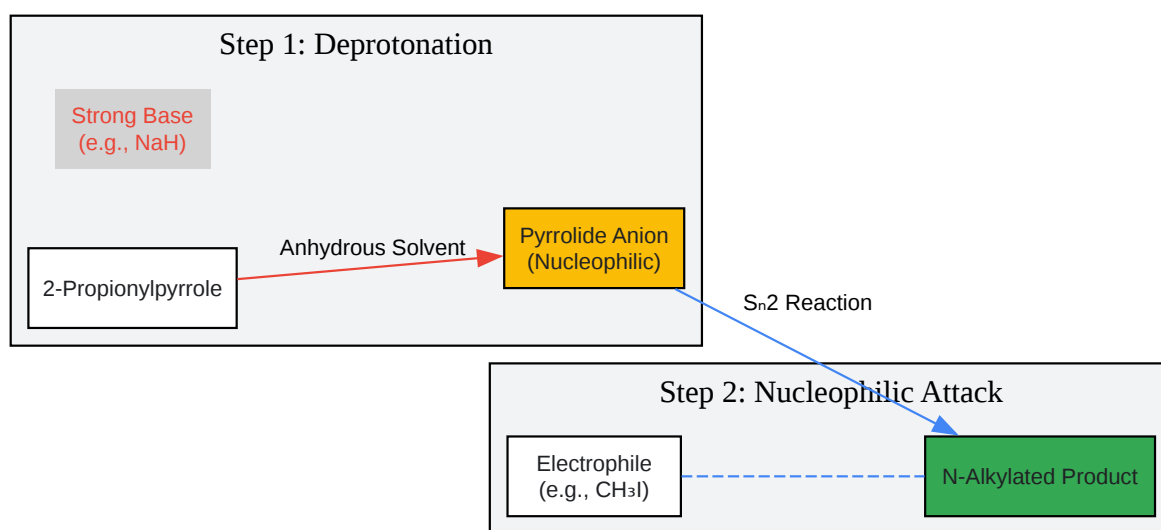 Step 1: Deprotonation
Strong Base
(e.g., NaH)
Anhydrous Solvent
Pyrrolide Anion
(Nucleophilic)
2-Propionylpyrrole
Sₙ2 Reaction
Step 2: Nucleophilic Attack
Electrophile
(e.g., CH₃I)
N-Alkylated Product